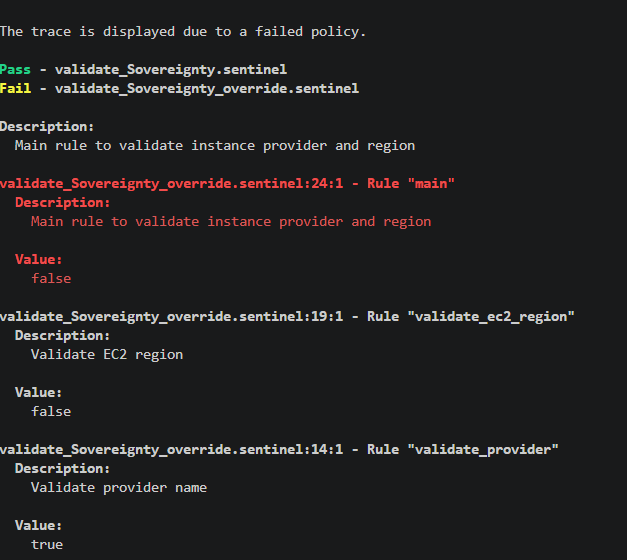 The trace is displayed due to a failed policy.
Pass - validate_Sovereignty.sentinel
Fail - validate_Sovereignty_override.sentinel
Description:
Main rule to validate instance provider and region
validate_Sovereignty_override.sentinel:24:1 - Rule "main"
Description:
Main rule to validate instance provider and region
Value:
false
validate_Sovereignty_override.sentinel:19:1 - Rule "validate_ec2_region"
Description:
Validate EC2 region
Value:
false
validate_Sovereignty_override.sentinel:14:1 - Rule "validate_provider"
Description:
Validate provider name
Value:
true